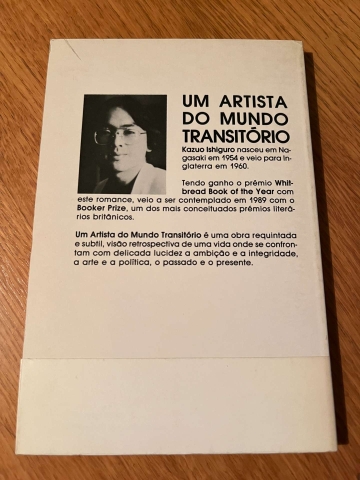 UM ARTISTA
DO MUNDO
TRANSITÓRIO
Kazuo Ishiguro nasceu em Na-
gasaki em 1954 e veio para In-
glaterra em 1960.
Tendo ganho o prémio Whit-
bread Book of the Year com
este romance, veio a ser contemplado em 1989 com o
Booker Prize, um dos mais conceituados prémios literá-
rios britânicos.
Um Artista do Mundo Transitório é uma obra requintada
e subtil, visão retrospectiva de uma vida onde se confron-
tam com delicada lucidez a ambição e a integridade,
a arte e a política, o passado e o presente.